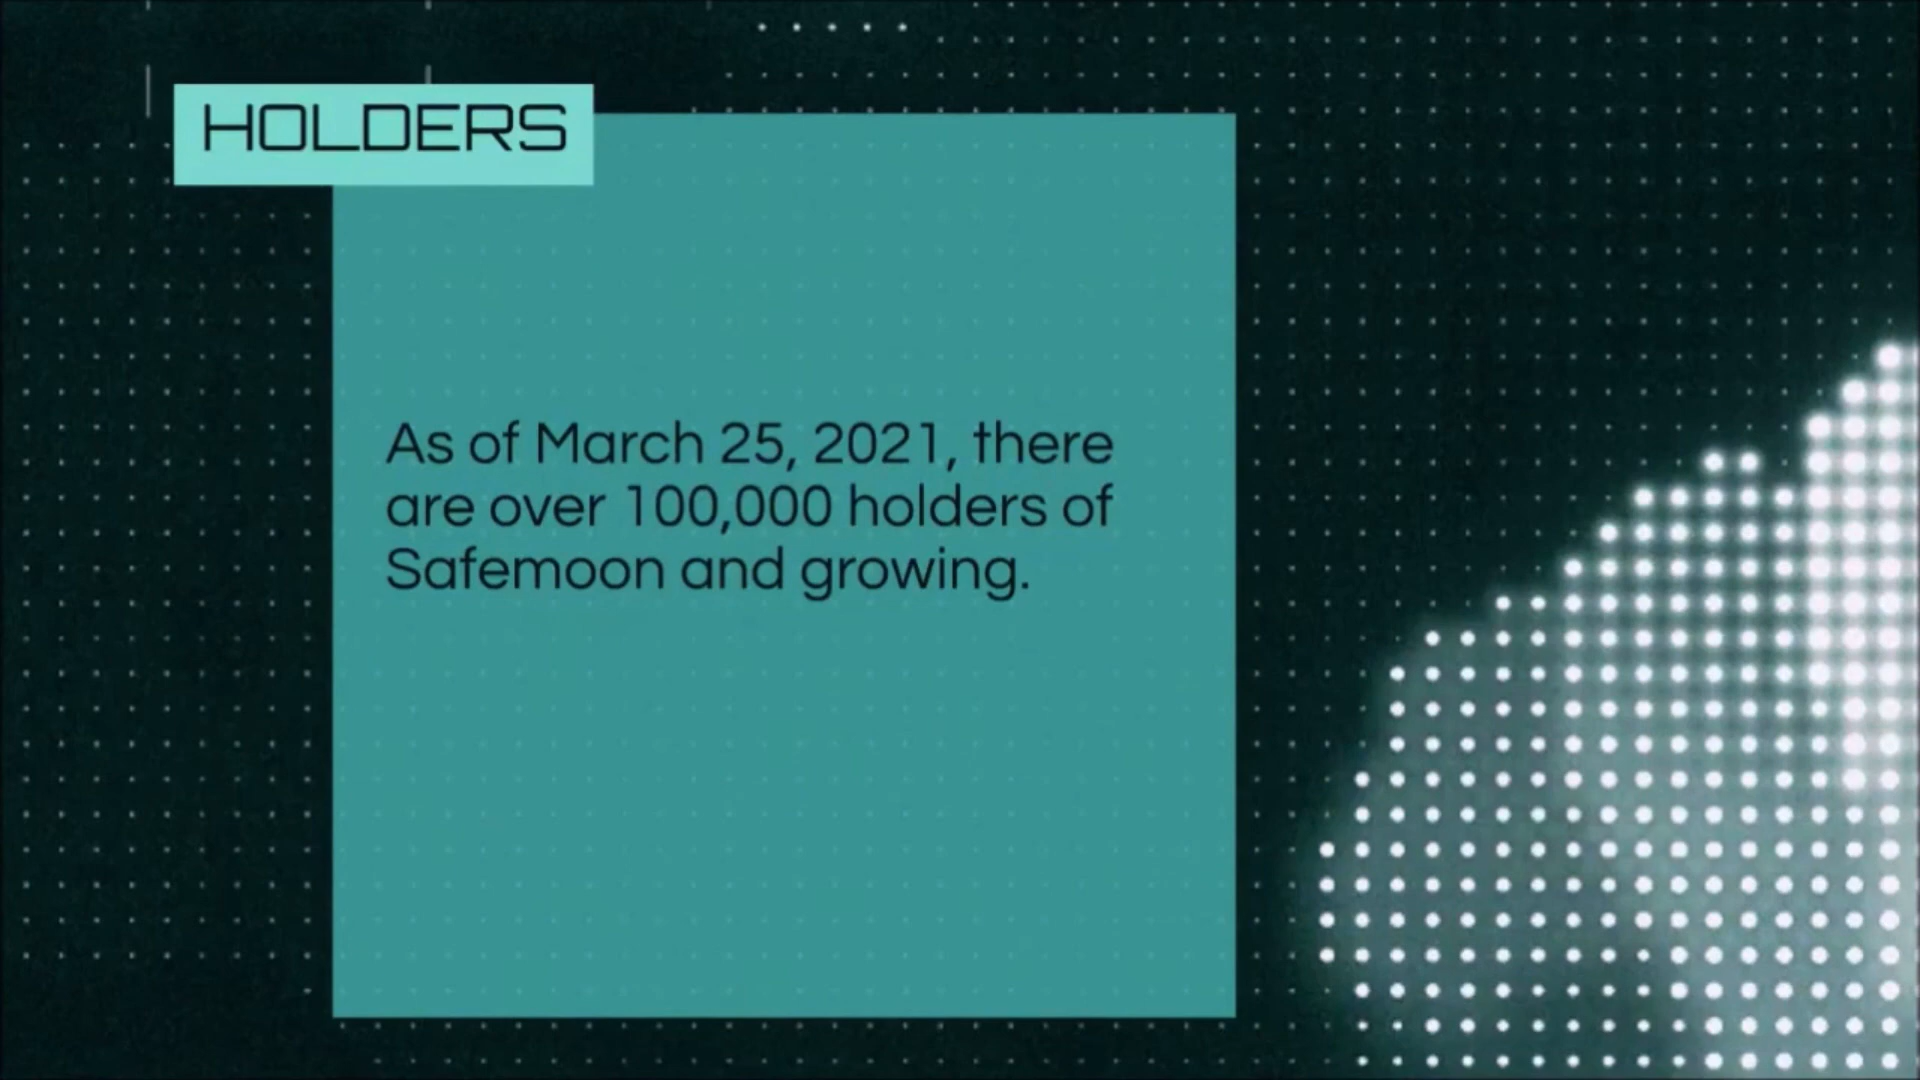 HOLDERS
As of March 25, 2021, there
are over 100,000 holders of
Safemoon and growing.